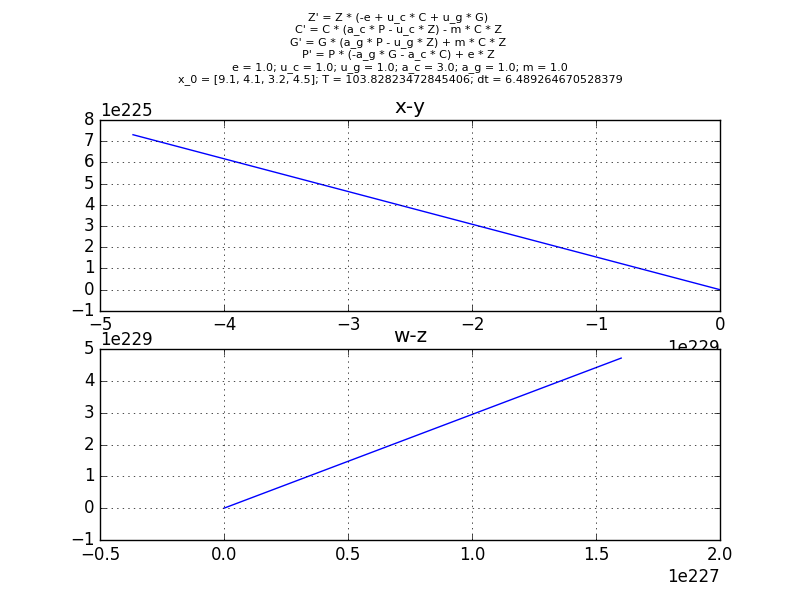 Z' = Z * (-e + u_c * C + u_g * G)
C' = C * (a_c * P - u_c * Z) - m * C * Z
G' = G * (a_g * P - u_g * Z) + m * C * Z
P' = P * (-a_g * G - a_c * C) + e * Z
e = 1.0; u_c = 1.0; u_g = 1.0; a_c = 3.0; a_g = 1.0; m = 1.0
x_0 = [9.1, 4.1, 3.2, 4.5]; T = 103.82823472845406; dt = 6.489264670528379
1e225
x-y
8
7
6
5
4
3
2
1
0
−1
−5 −4 −3 −2 −1 0
1e229
1e229
w-z
5
4
3
2
1
0
−1
−0.5 0.0 0.5 1.0 1.5 2.0
1e227